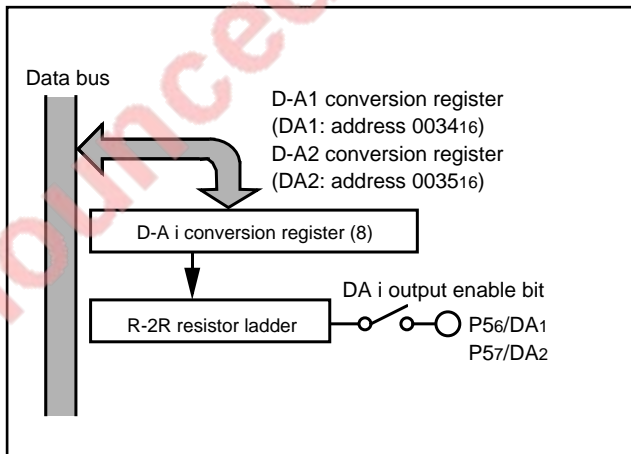 Data bus
D-A1 conversion register
(DA1: address 003416)
D-A2 conversion register
(DA2: address 003516)
D-A i conversion register (8)
DA i output enable bit
R-2R resistor ladder
P56/DA1
P57/DA2